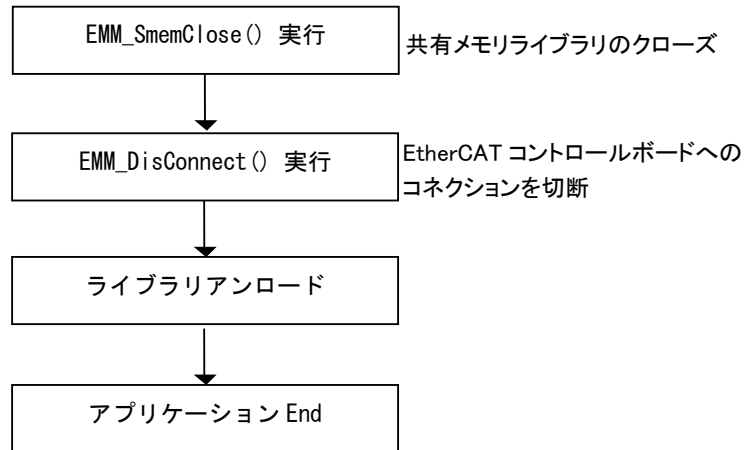 EMM_SmemClose() 実行
共有メモリライブラリのクローズ
EMM_DisConnect() 実行
EtherCAT コントロールボードへの
コネクションを切断
ライブラリアンロード
アプリケーション End